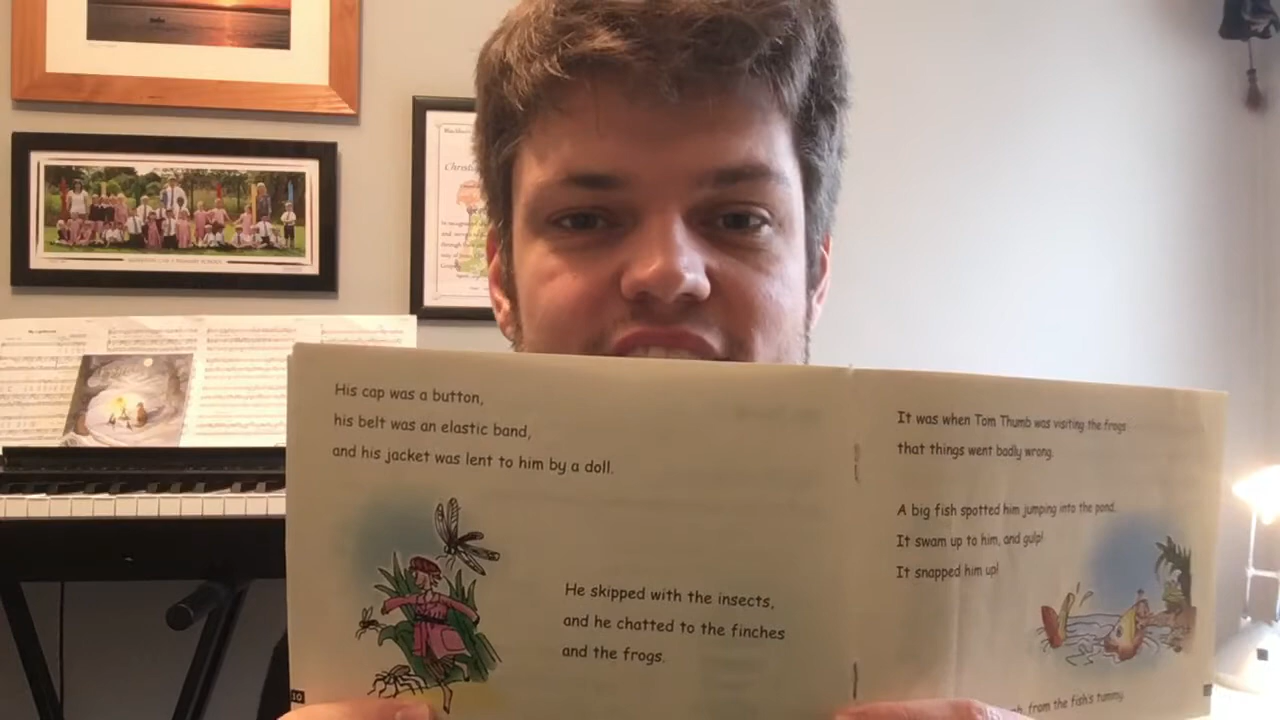 His cap was a button,
his belt was an elastic band,
and his jacket was lent to him by a doll.
He skipped with the insects,
and he chatted to the finches
and the frogs.
10
It was when Tom Thumb was visiting the frogs
that things went badly wrong.
A big fish spotted him jumping into the pond.
It swam up to him, and gulp!
It snapped him up!
from the fish's tummy.